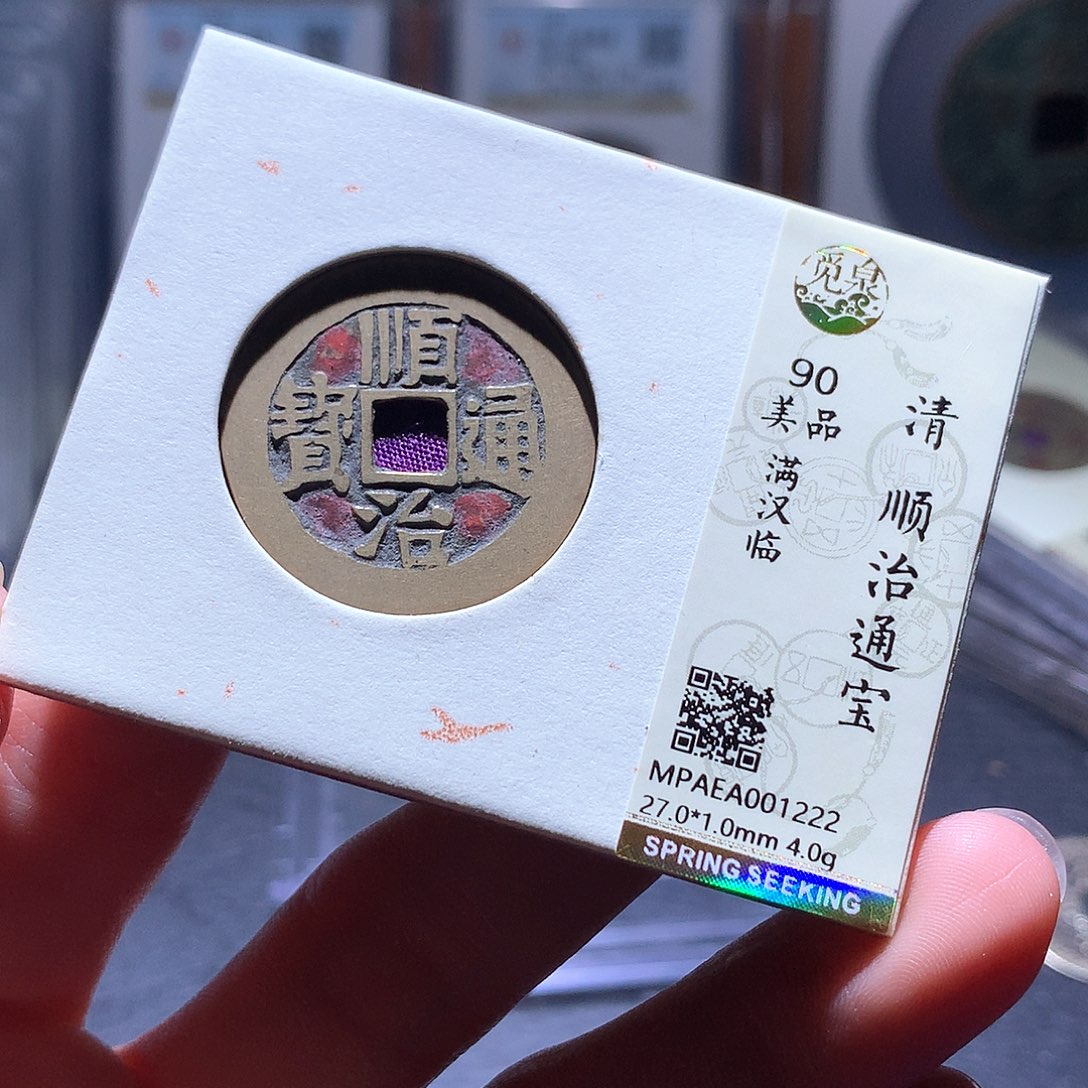 順治通寳
觅泉
90
美品
满汉临
清 顺治通宝
MPAEA001222
27.0*1.0mm 4.0g
SPRING SEEKING